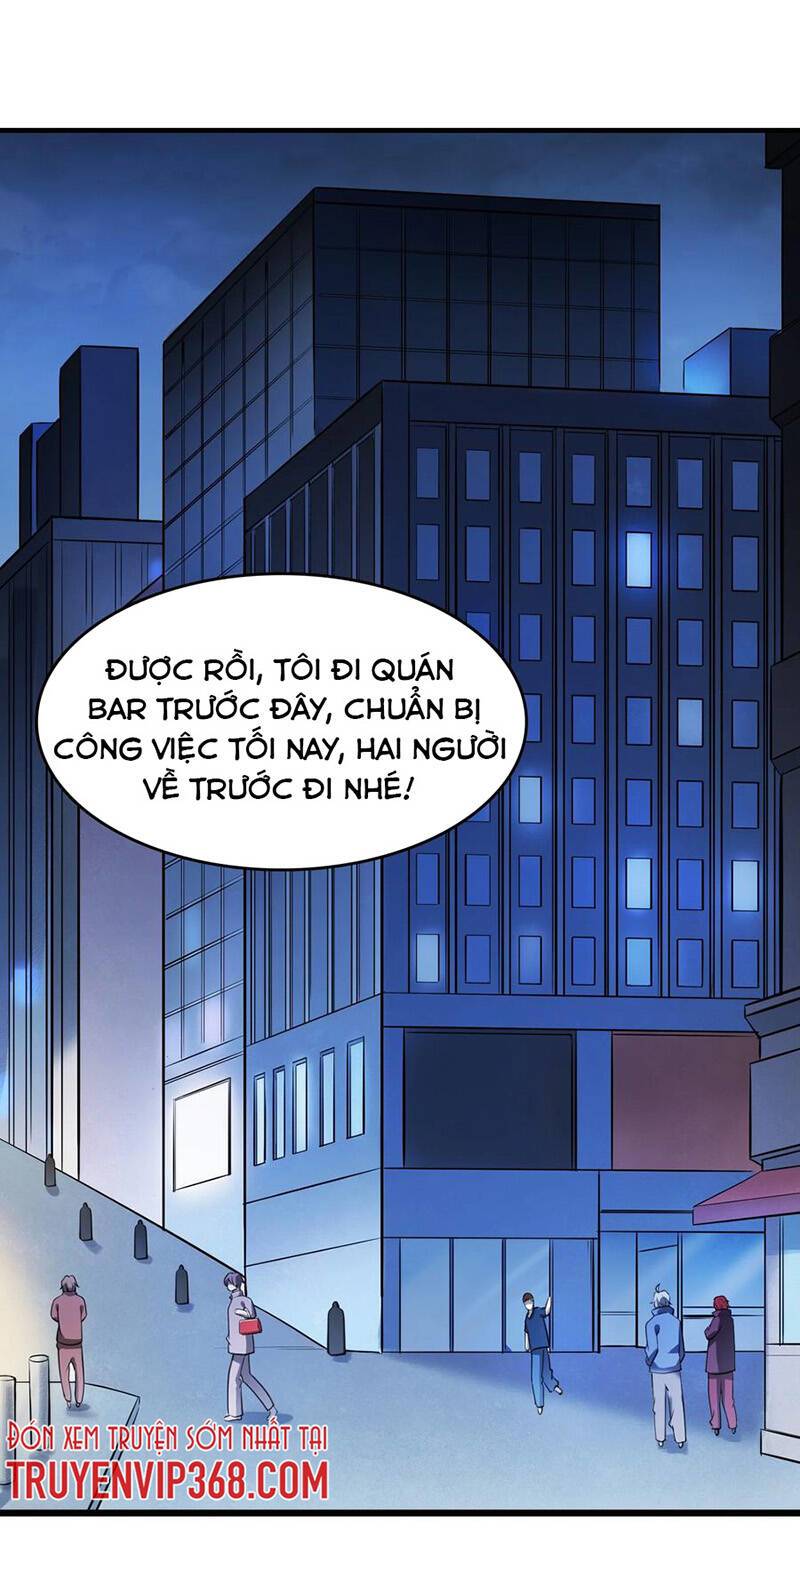 ĐƯỢC RỒI, TÔI ĐI QUÁN
BAR TRƯỚC ĐÂY, CHUẨN BỊ
CÔNG VIỆC TỐI NAY, HAI NGƯỜI
VỀ TRƯỚC ĐI NHÉ!
ĐÓN XEM TRUYỆN SỚM NHẤT TẠI
TRUYENVIP368.COM